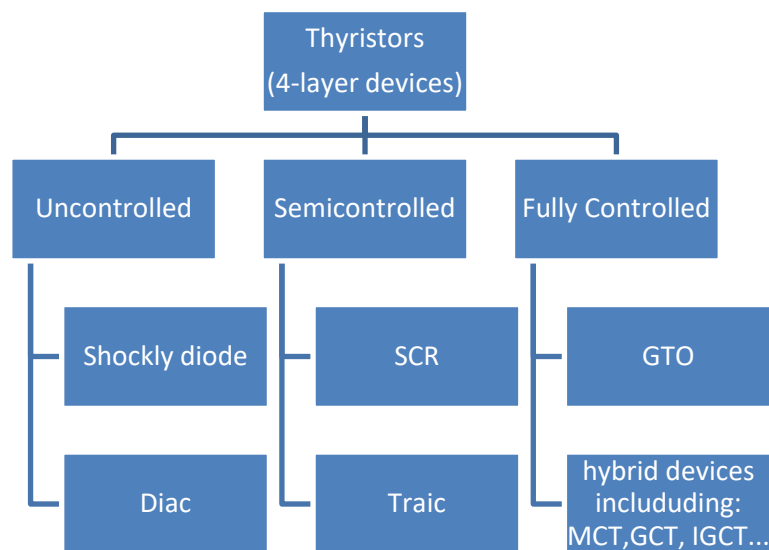 Thyristors
(4-layer devices)
Uncontrolled
Semicontrolled
Fully Controlled
Shockly diode
SCR
GTO
Diac
Traic
hybrid devices
includuding:
MCT,GCT, IGCT...